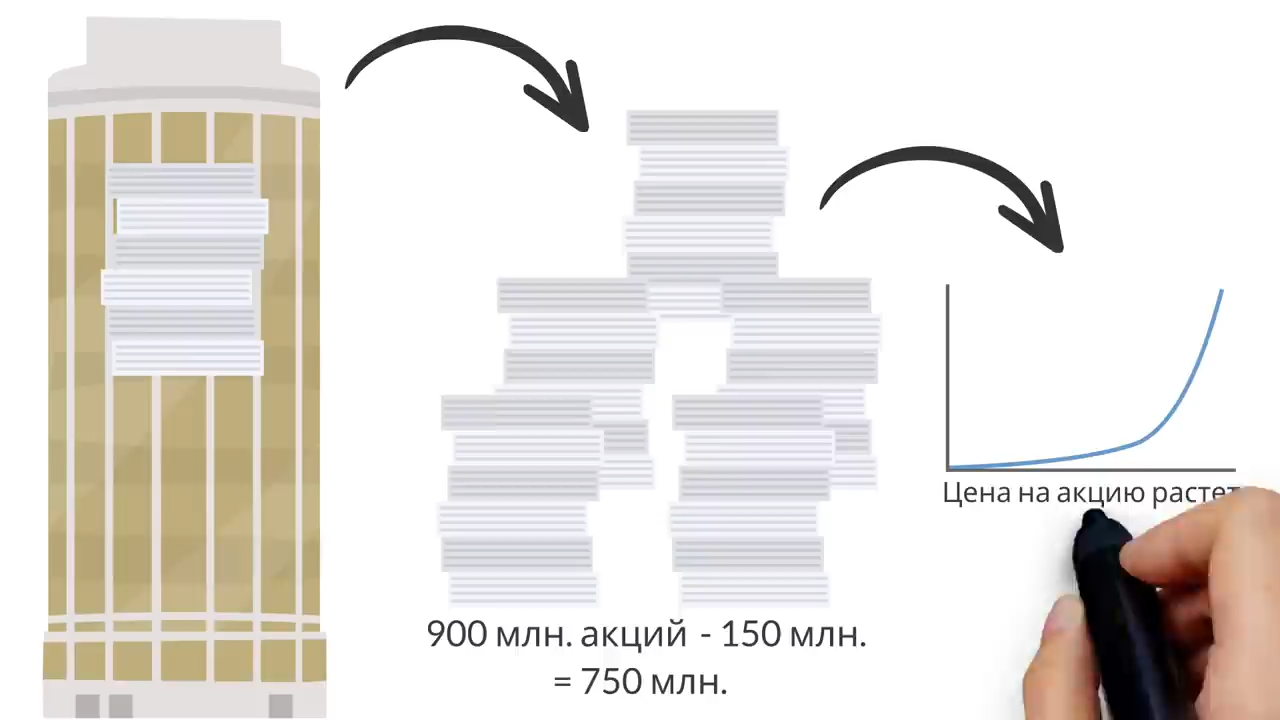 Цена на акцию растет
900 млн. акций - 150 млн.
= 750 млн.